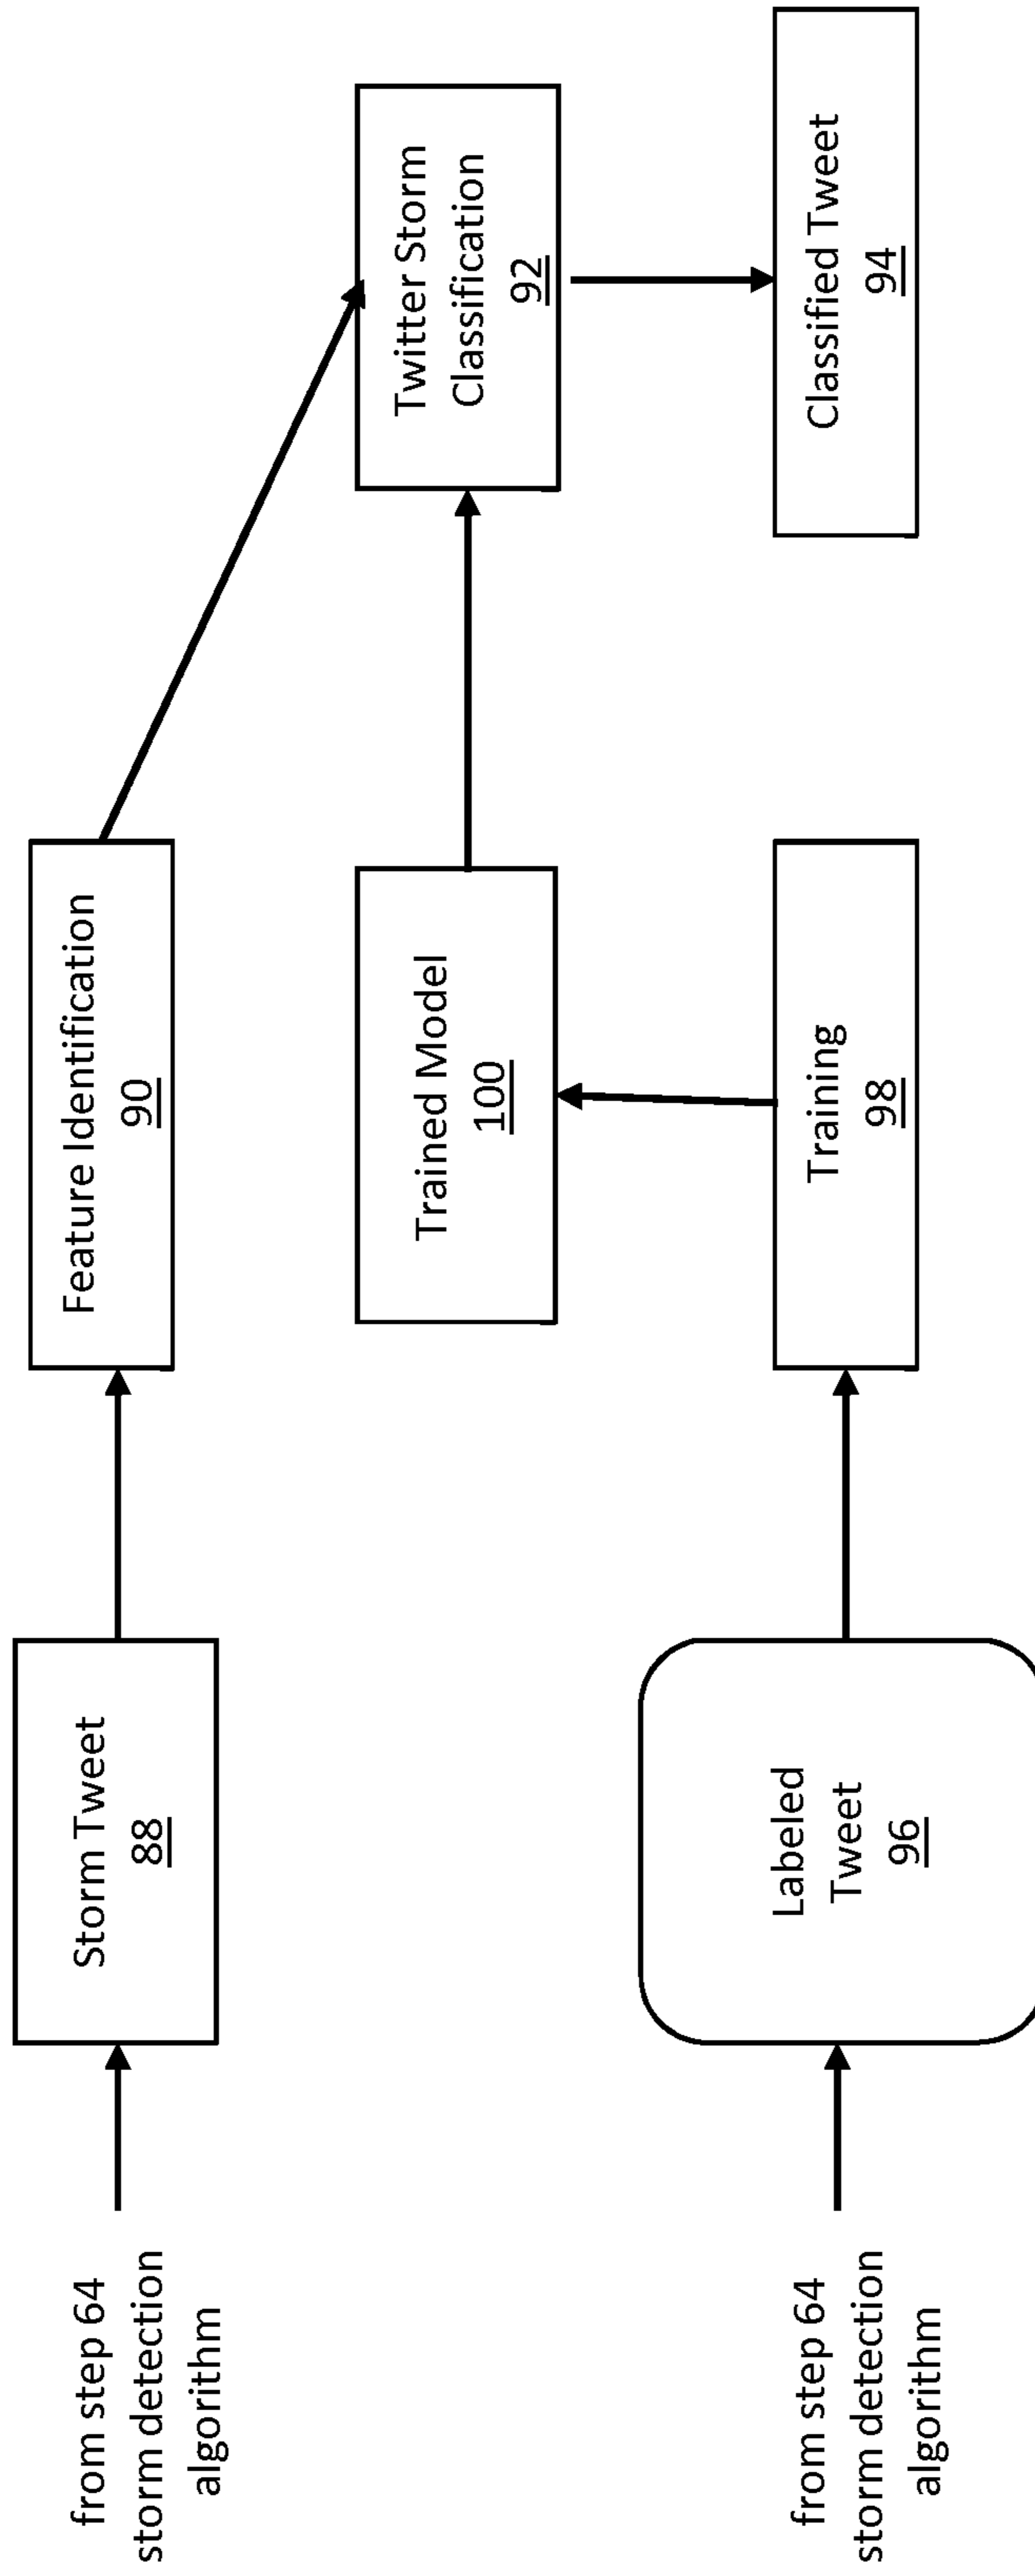 from step 64
storm detection
algorithm
Storm Tweet
88
Feature Identification
90
Trained Model
100
Twitter Storm
Classification
92
from step 64
storm detection
algorithm
Labeled
Tweet
96
Training
98
Classified Tweet
94